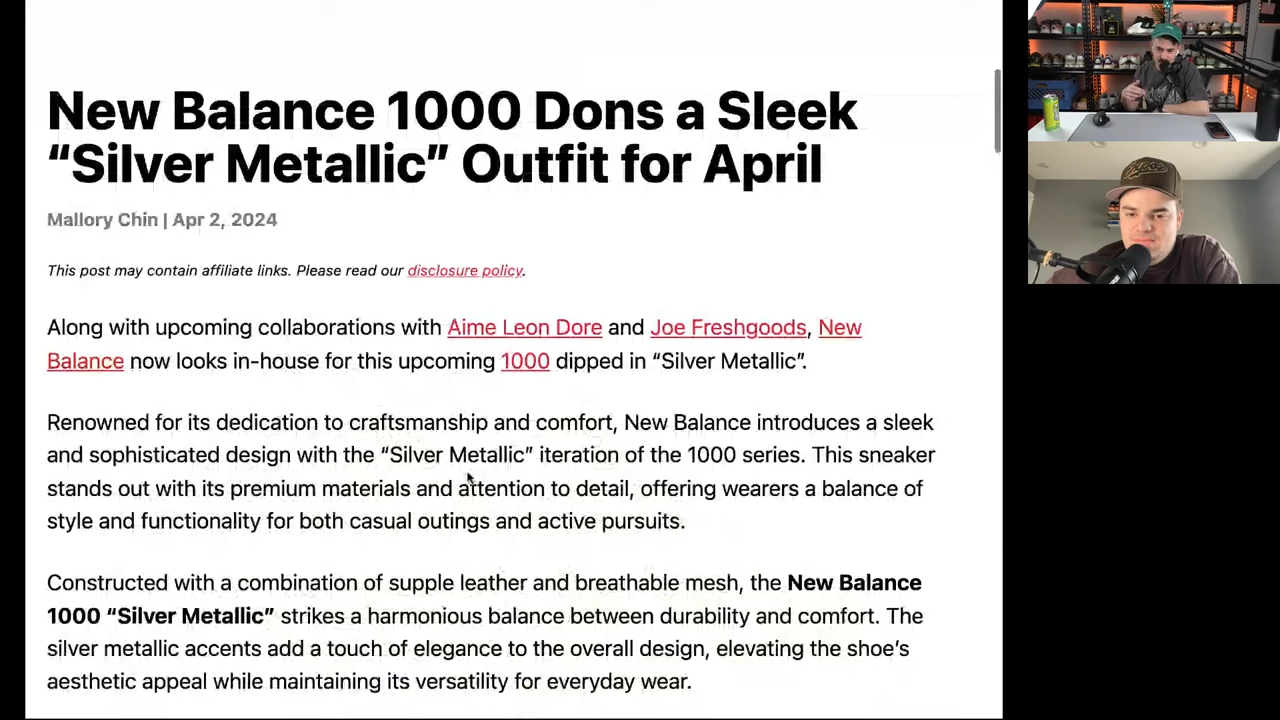 New Balance 1000 Dons a Sleek
“Silver Metallic” Outfit for April
Mallory Chin | Apr 2, 2024
This post may contain affiliate links. Please read our disclosure policy.
Along with upcoming collaborations with Aime Leon Dore and Joe Freshgoods, New
Balance now looks in-house for this upcoming 1000 dipped in “Silver Metallic”.
Renowned for its dedication to craftsmanship and comfort, New Balance introduces a sleek
and sophisticated design with the “Silver Metallic” iteration of the 1000 series. This sneaker
stands out with its premium materials and attention to detail, offering wearers a balance of
style and functionality for both casual outings and active pursuits.
Constructed with a combination of supple leather and breathable mesh, the New Balance
1000 “Silver Metallic” strikes a harmonious balance between durability and comfort. The
silver metallic accents add a touch of elegance to the overall design, elevating the shoe’s
aesthetic appeal while maintaining its versatility for everyday wear.